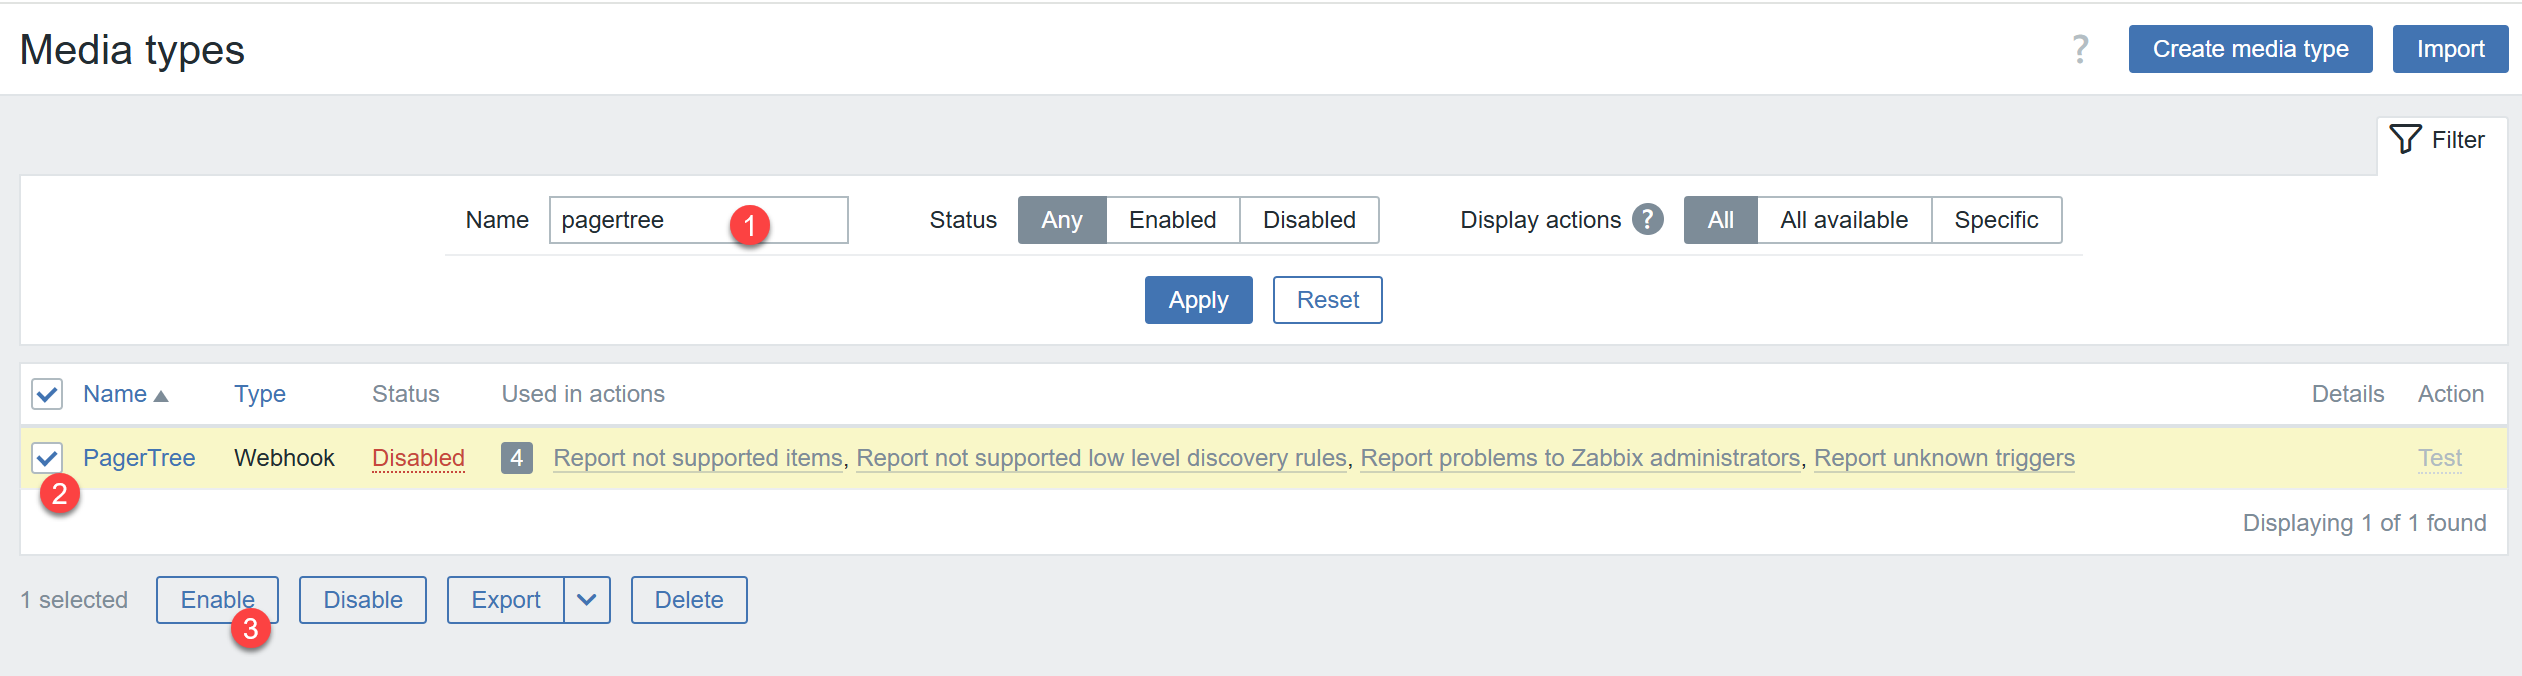 Media types ? Create media type Import
Filter
Name pagertree 1 Status Any Enabled Disabled Display actions ? All All available Specific
Apply Reset
Name Type Status Used in actions Details Action
PagerTree Webhook Disabled 4 Report not supported items, Report not supported low level discovery rules, Report problems to Zabbix administrators, Report unknown triggers Test
2
Displaying 1 of 1 found
1 selected Enable Disable Export Delete
3